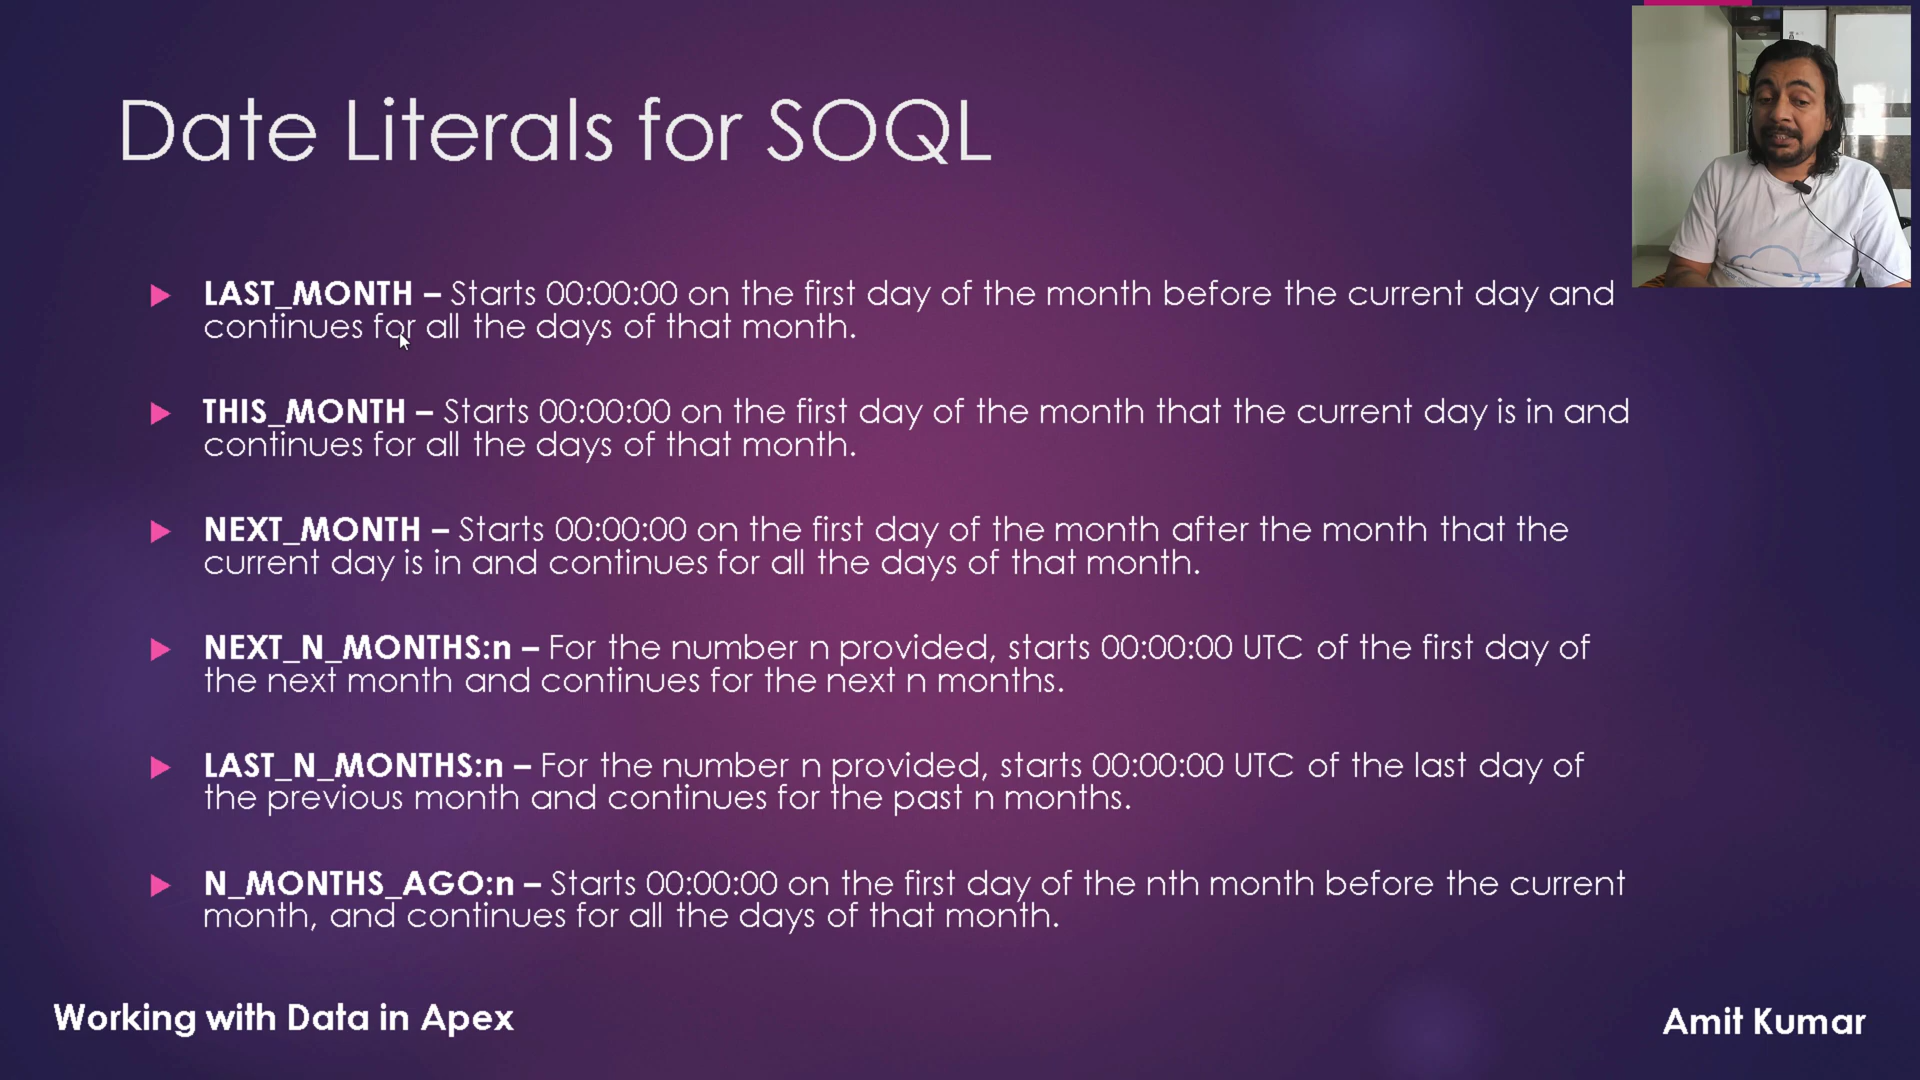 Date Literals for SOQL
LAST_MONTH – Starts 00:00:00 on the first day of the month before the current day and
continues for all the days of that month.
THIS_MONTH – Starts 00:00:00 on the first day of the month that the current day is in and
continues for all the days of that month.
NEXT_MONTH – Starts 00:00:00 on the first day of the month after the month that the
current day is in and continues for all the days of that month.
NEXT_N_MONTHS:n – For the number n provided, starts 00:00:00 UTC of the first day of
the next month and continues for the next n months.
LAST_N_MONTHS:n – For the number n provided, starts 00:00:00 UTC of the last day of
the previous month and continues for the past n months.
N_MONTHS_AGO:n – Starts 00:00:00 on the first day of the nth month before the current
month, and continues for all the days of that month.
Working with Data in Apex
Amit Kumar